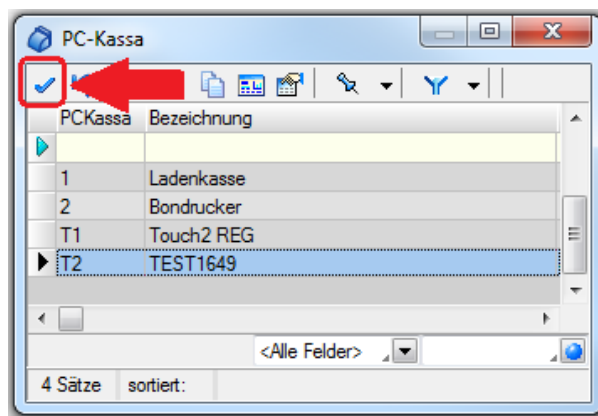 PC-Kassa
PCKassa Bezeichnung
1 Ladenkasse
2 Bondrucker
T1 Touch2 REG
T2 TEST1649
<Alle Felder>
4 Sätze sortiert: